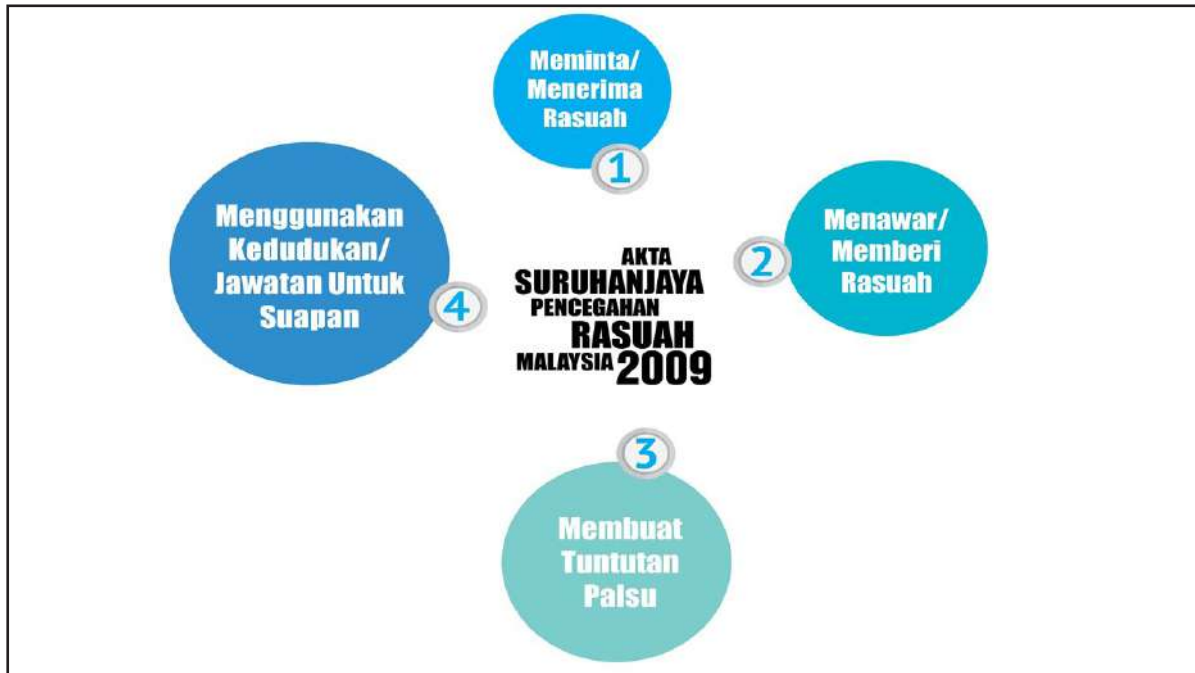 Meminta/
Menerima
Rasuah
1
Menawar/
Memberi
Rasuah
2
Membuat
Tuntutan
Palsu
3
Menggunakan
Kedudukan/
Jawatan Untuk
Suapan
4
AKTA
SURUHANJAYA
PENCEGAHAN
RASUAH
MALAYSIA 2009